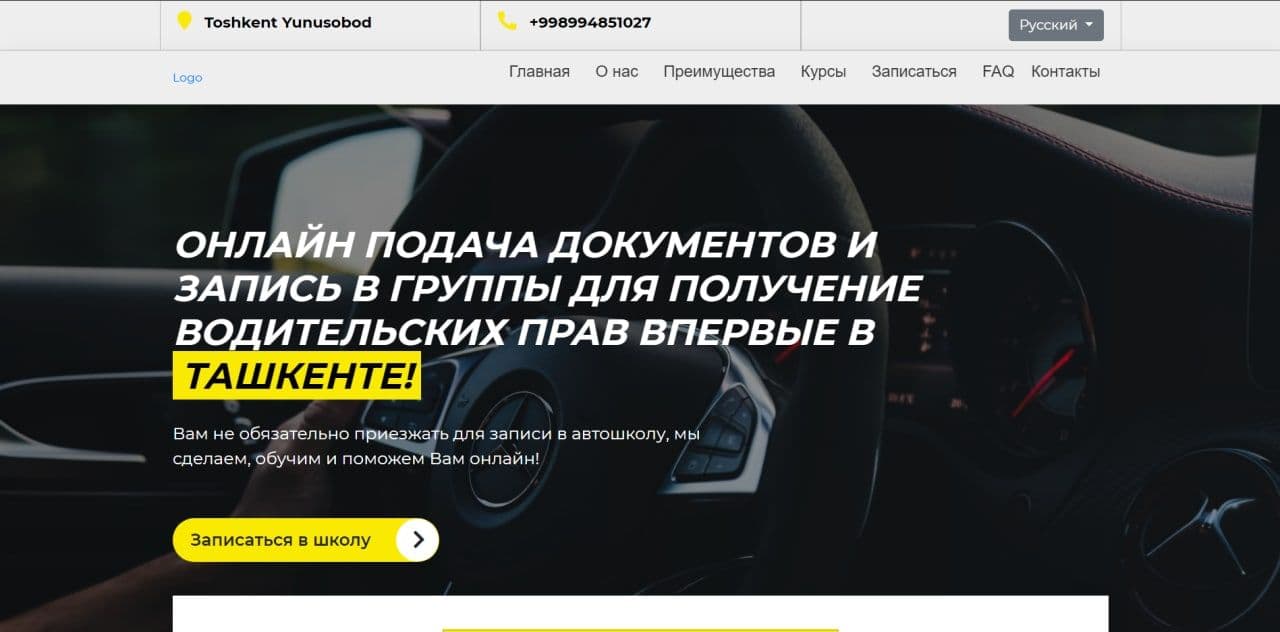 Toshkent Yunusobod
+998994851027
Русский
Logo
Главная О нас Преимущества Курсы Записаться FAQ Контакты
ОНЛАЙН ПОДАЧА ДОКУМЕНТОВ И
ЗАПИСЬ В ГРУППЫ ДЛЯ ПОЛУЧЕНИЕ
ВОДИТЕЛЬСКИХ ПРАВ ВПЕРВЫЕ В
ТАШКЕНТЕ!
Вам не обязательно приезжать для записи в автошколу, мы
сделаем, обучим и поможем Вам онлайн!
Записаться в школу